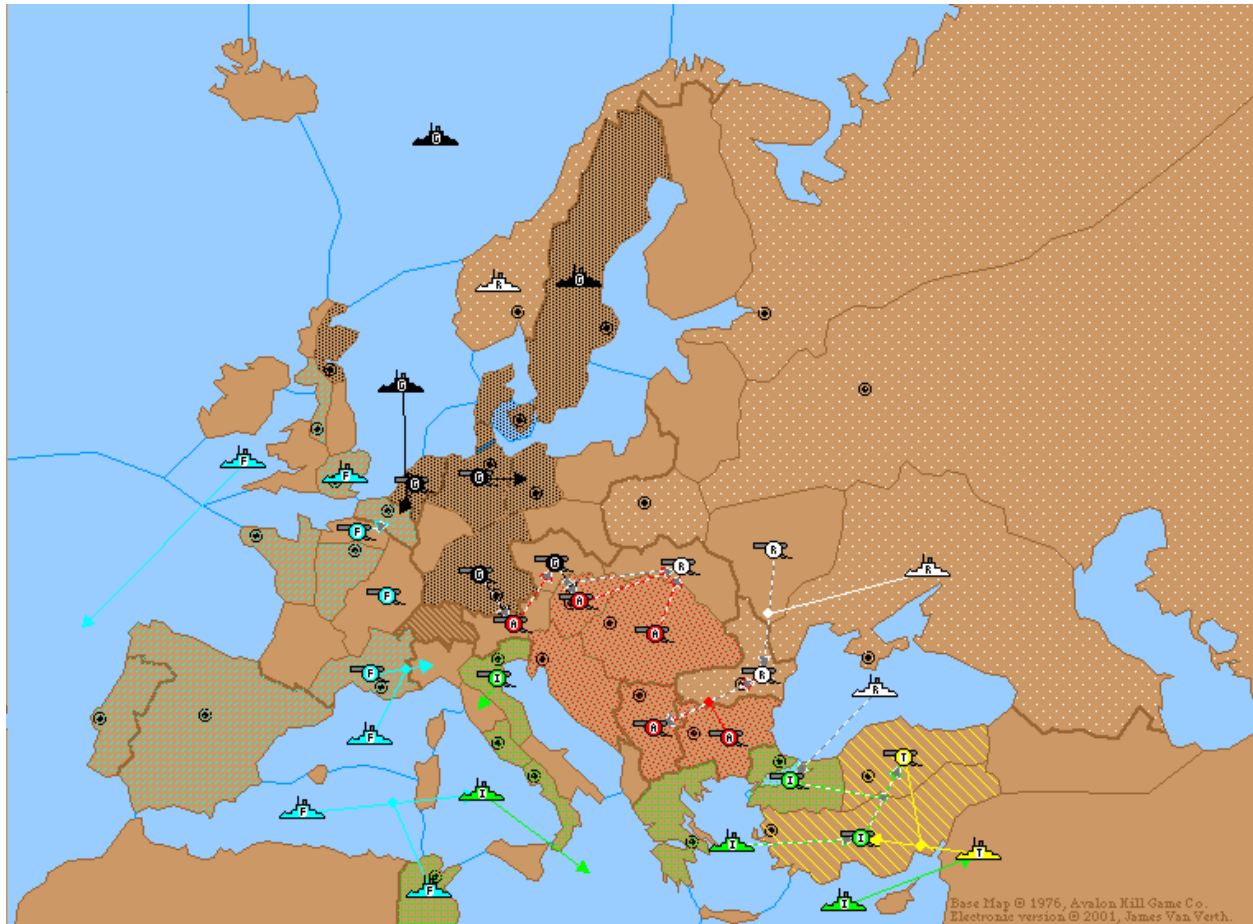 G
R
G
G
F
F
G
G
F
R
G
R
R
G
F
A
A
A
F
I
R
R
A
F
A
T
I
I
F
I
I
T
F
I
Base Map © 1976, Avalon Hill Game Co.
Electronic version © 2001, James Van Verth.